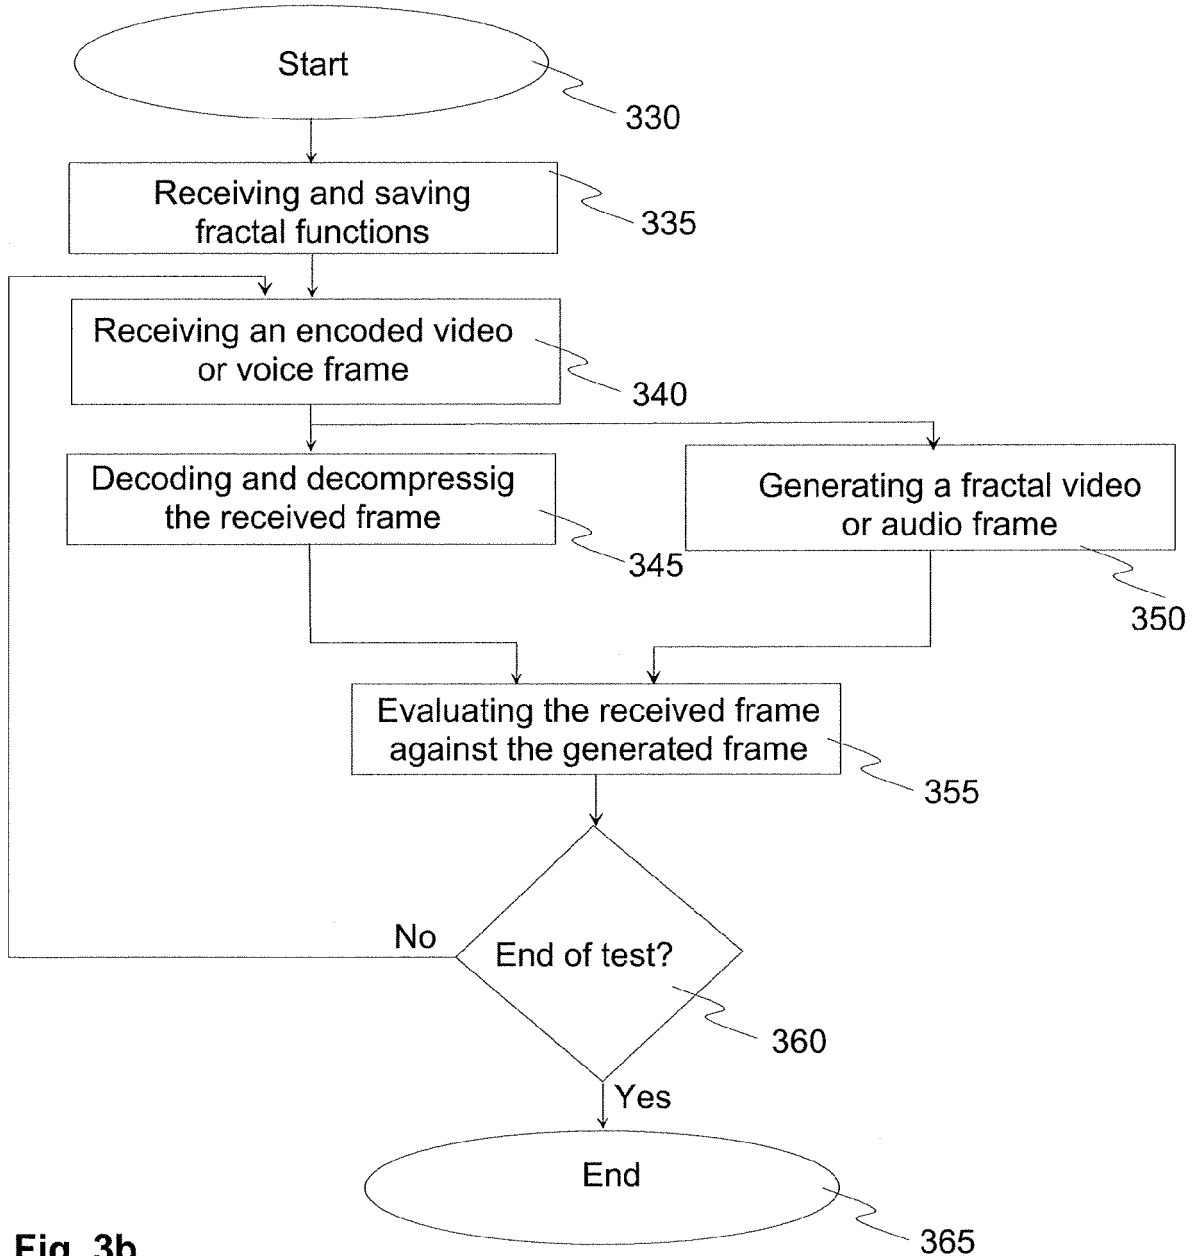 Start
330
Receiving and saving
fractal functions
335
Receiving an encoded video
or voice frame
340
Decoding and decompressig
the received frame
345
Generating a fractal video
or audio frame
350
Evaluating the received frame
against the generated frame
355
No
End of test?
360
Yes
End
365
Fig. 3b